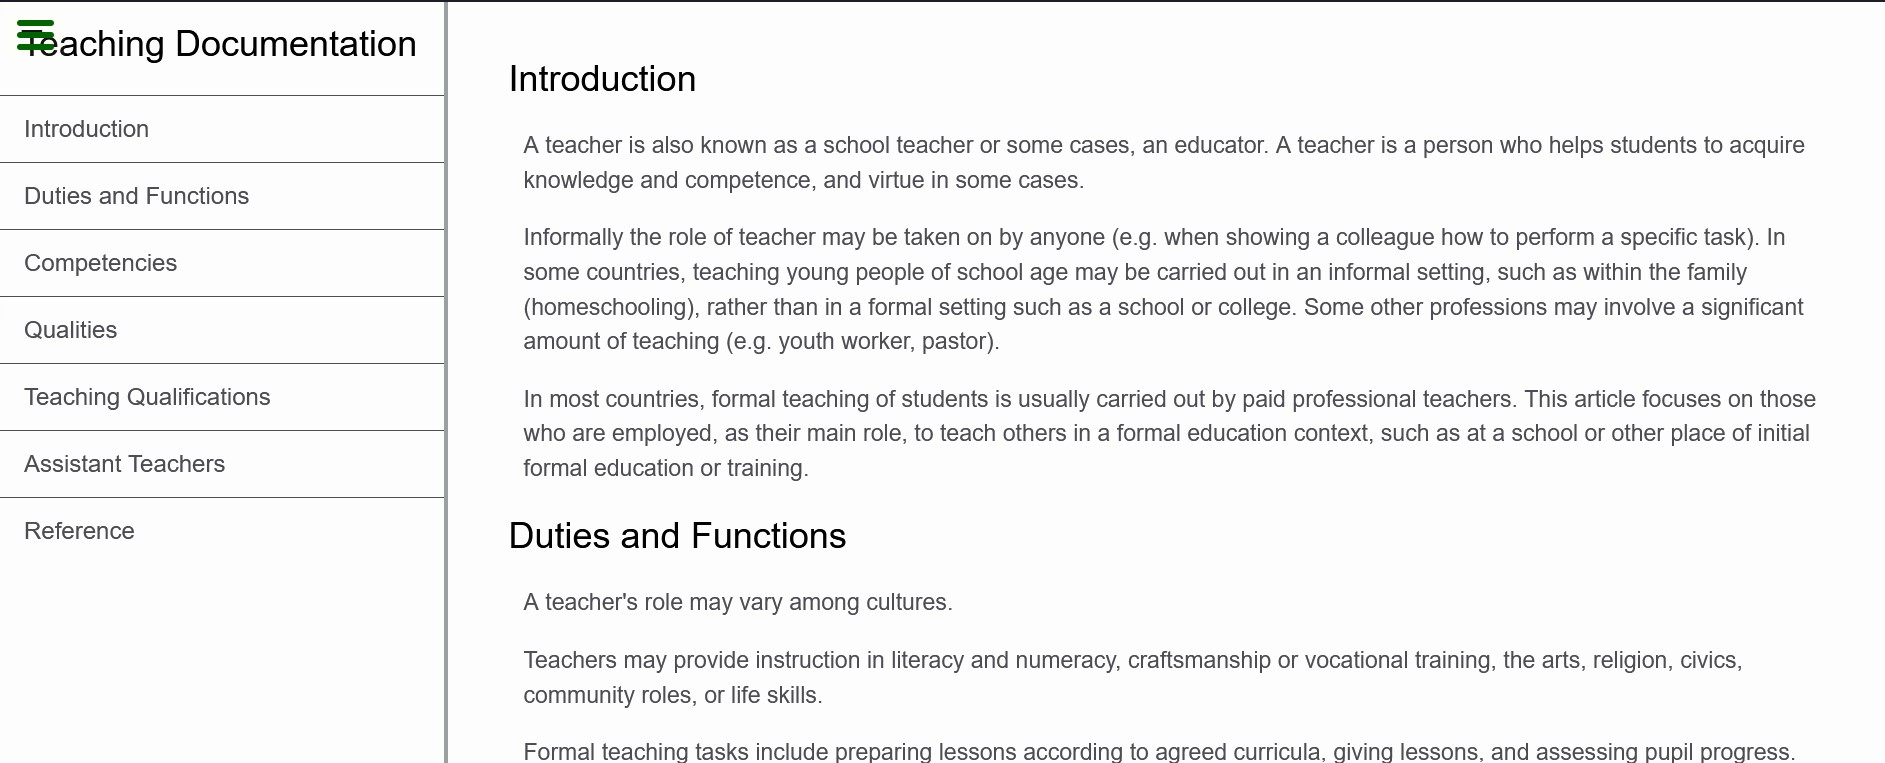 Teaching Documentation
Introduction
Duties and Functions
Competencies
Qualities
Teaching Qualifications
Assistant Teachers
Reference
Introduction
A teacher is also known as a school teacher or some cases, an educator. A teacher is a person who helps students to acquire
knowledge and competence, and virtue in some cases.
Informally the role of teacher may be taken on by anyone (e.g. when showing a colleague how to perform a specific task). In
some countries, teaching young people of school age may be carried out in an informal setting, such as within the family
(homeschooling), rather than in a formal setting such as a school or college. Some other professions may involve a significant
amount of teaching (e.g. youth worker, pastor).
In most countries, formal teaching of students is usually carried out by paid professional teachers. This article focuses on those
who are employed, as their main role, to teach others in a formal education context, such as at a school or other place of initial
formal education or training.
Duties and Functions
A teacher's role may vary among cultures.
Teachers may provide instruction in literacy and numeracy, craftsmanship or vocational training, the arts, religion, civics,
community roles, or life skills.
Formal teaching tasks include preparing lessons according to agreed curricula, giving lessons, and assessing pupil progress.